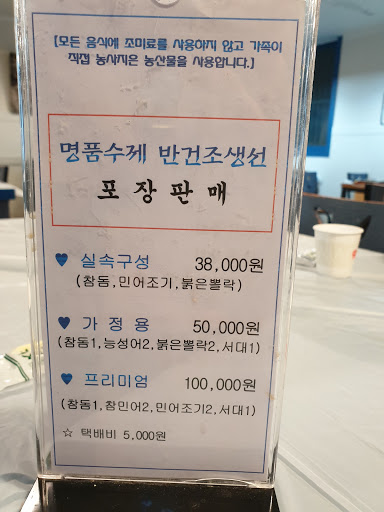 [모든 음식에 조미료를 사용하지 않고 가족이
직접 농사지은 농산물을 사용합니다.]
명품수제 반건조생선
포장판매
♥ 실속구성 38,000원
(참돔,민어조기,붉은뽈락)
♥ 가정용 50,000원
(참돔1,능성어2,붉은뽈락2,서대1)
♥ 프리미엄 100,000원
(참돔1,참민어2,민어조기2,서대1)
☆ 택배비 5,000원